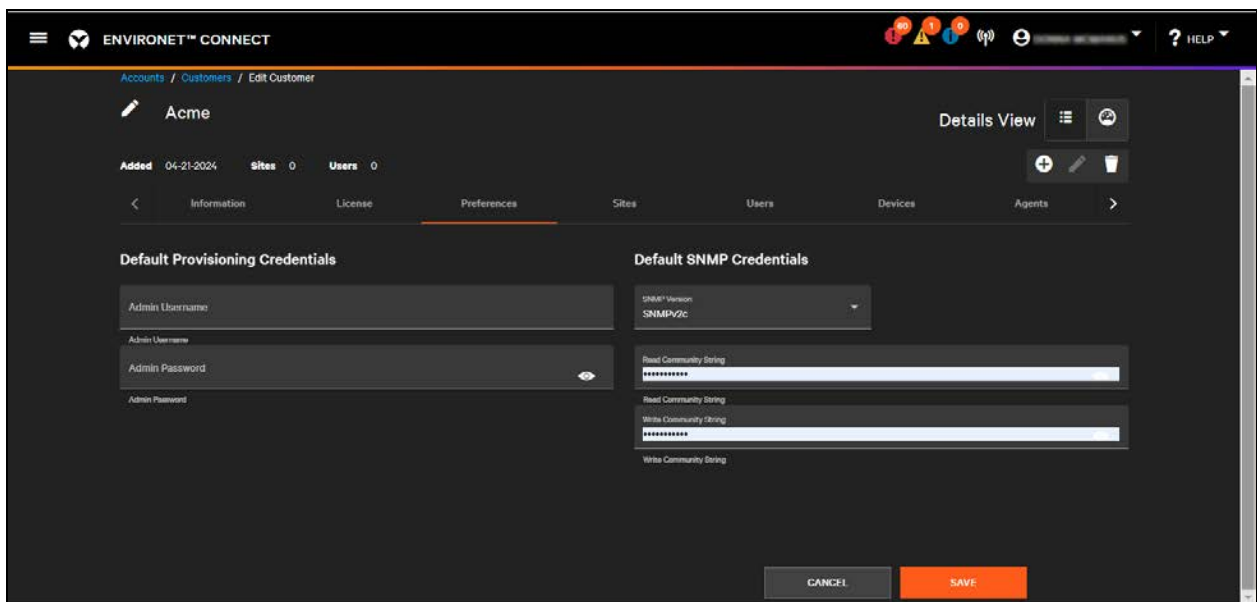 ENVIRONET™ CONNECT
60 1 0 HELP
Accounts / Customers / Edit Customer
Acme
Details View
Added 04-21-2024 Sites 0 Users 0
Information License Preferences Sites Users Devices Agents
Default Provisioning Credentials
Default SNMP Credentials
Admin Username
SNMP Version
SNMPv2c
Admin Username
Admin Password
Read Community String
•••••••••••
Admin Password
Read Community String
Write Community String
•••••••••••
Write Community String
CANCEL SAVE